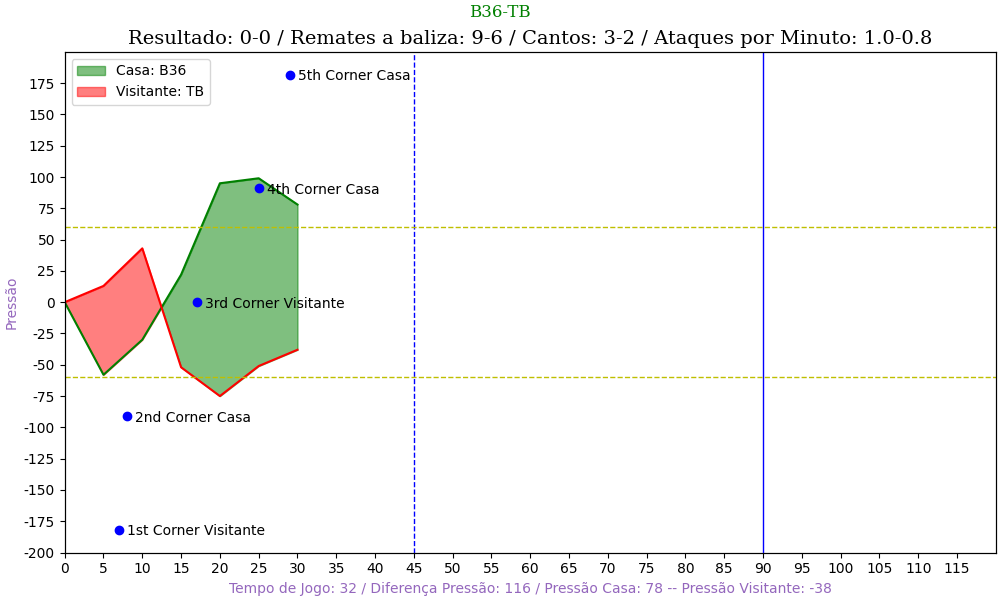 B36-TB
Resultado: 0-0 / Remates a baliza: 9-6 / Cantos: 3-2 / Ataques por Minuto: 1.0-0.8
Casa: B36
Visitante: TB
5th Corner Casa
4th Corner Casa
3rd Corner Visitante
2nd Corner Casa
1st Corner Visitante
Pressão
175
150
125
100
75
50
25
0
-25
-50
-75
-100
-125
-150
-175
-200
0 5 10 15 20 25 30 35 40 45 50 55 60 65 70 75 80 85 90 95 100 105 110 115
Tempo de Jogo: 32 / Diferença Pressão: 116 / Pressão Casa: 78 -- Pressão Visitante: -38